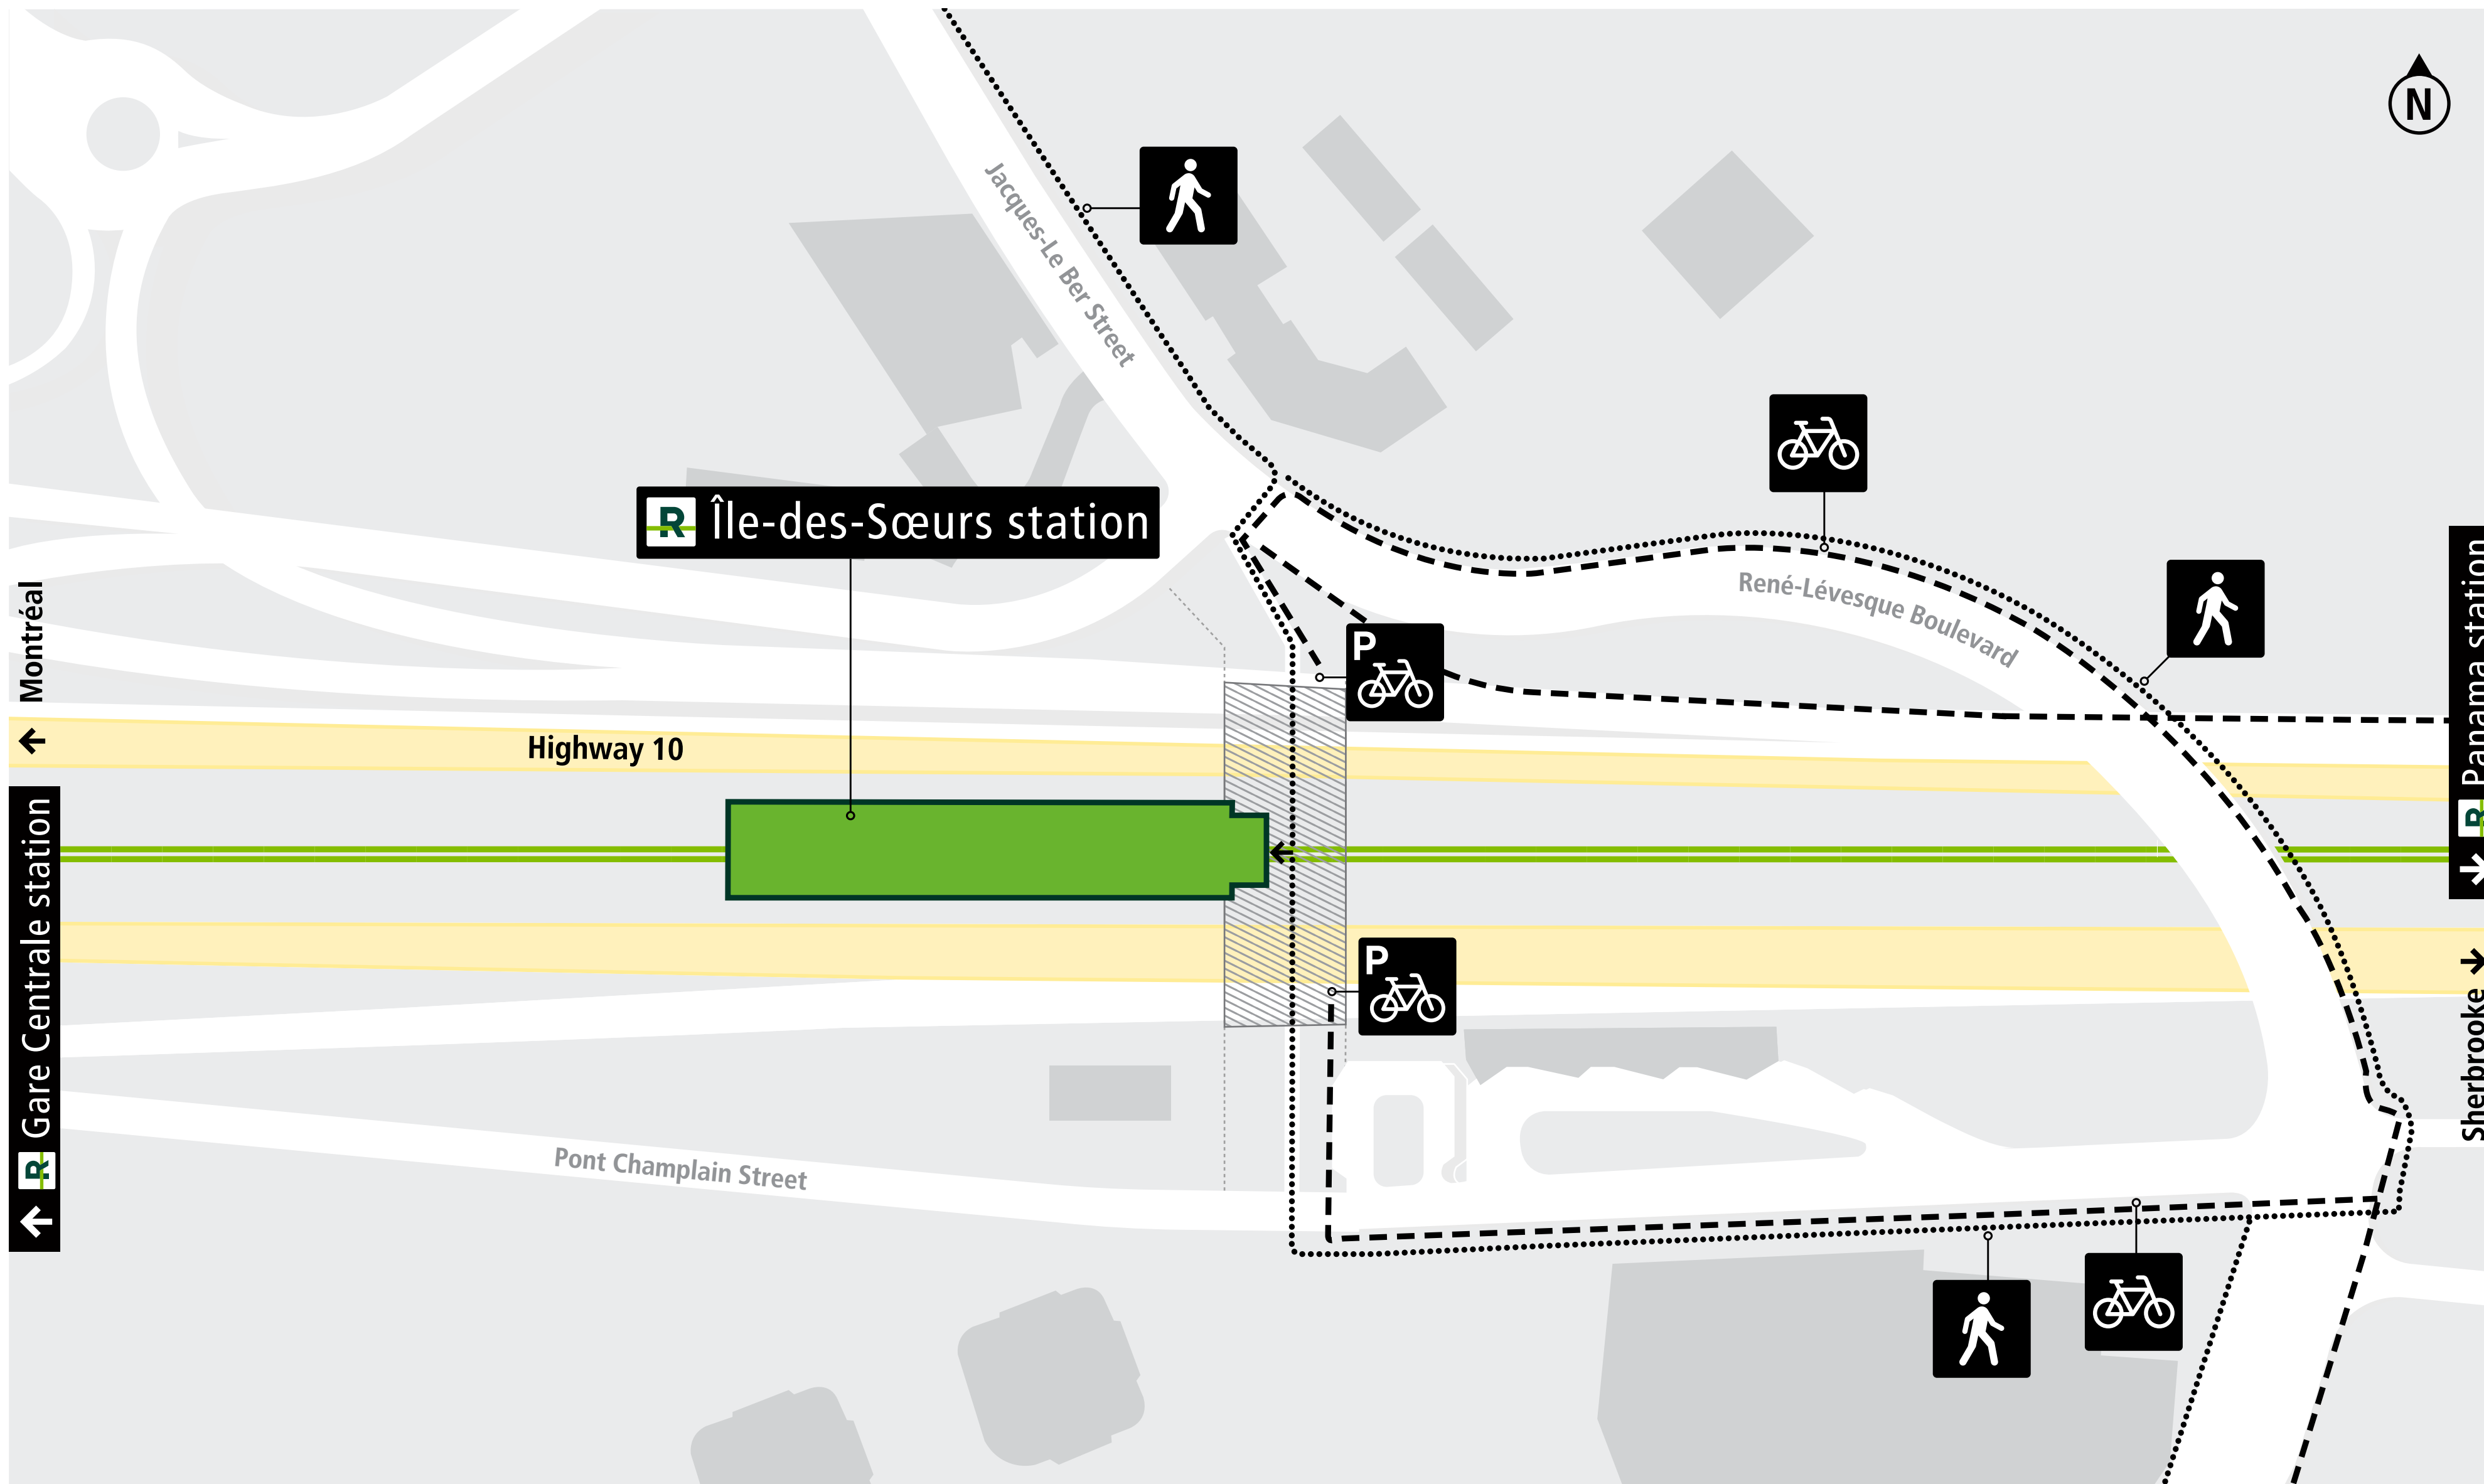 N
Jacques-Le Ber Street
R Île-des-Sœurs station
René-Lévesque Boulevard
P
Montréal
Highway 10
R Panama station
R Gare Centrale station
P
Sherbrooke
Pont Champlain Street